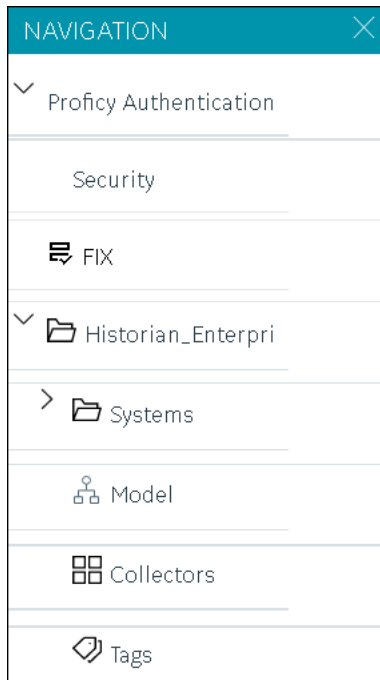 NAVIGATION
Proficy Authentication
Security
FIX
Historian_Enterpri
Systems
Model
Collectors
Tags